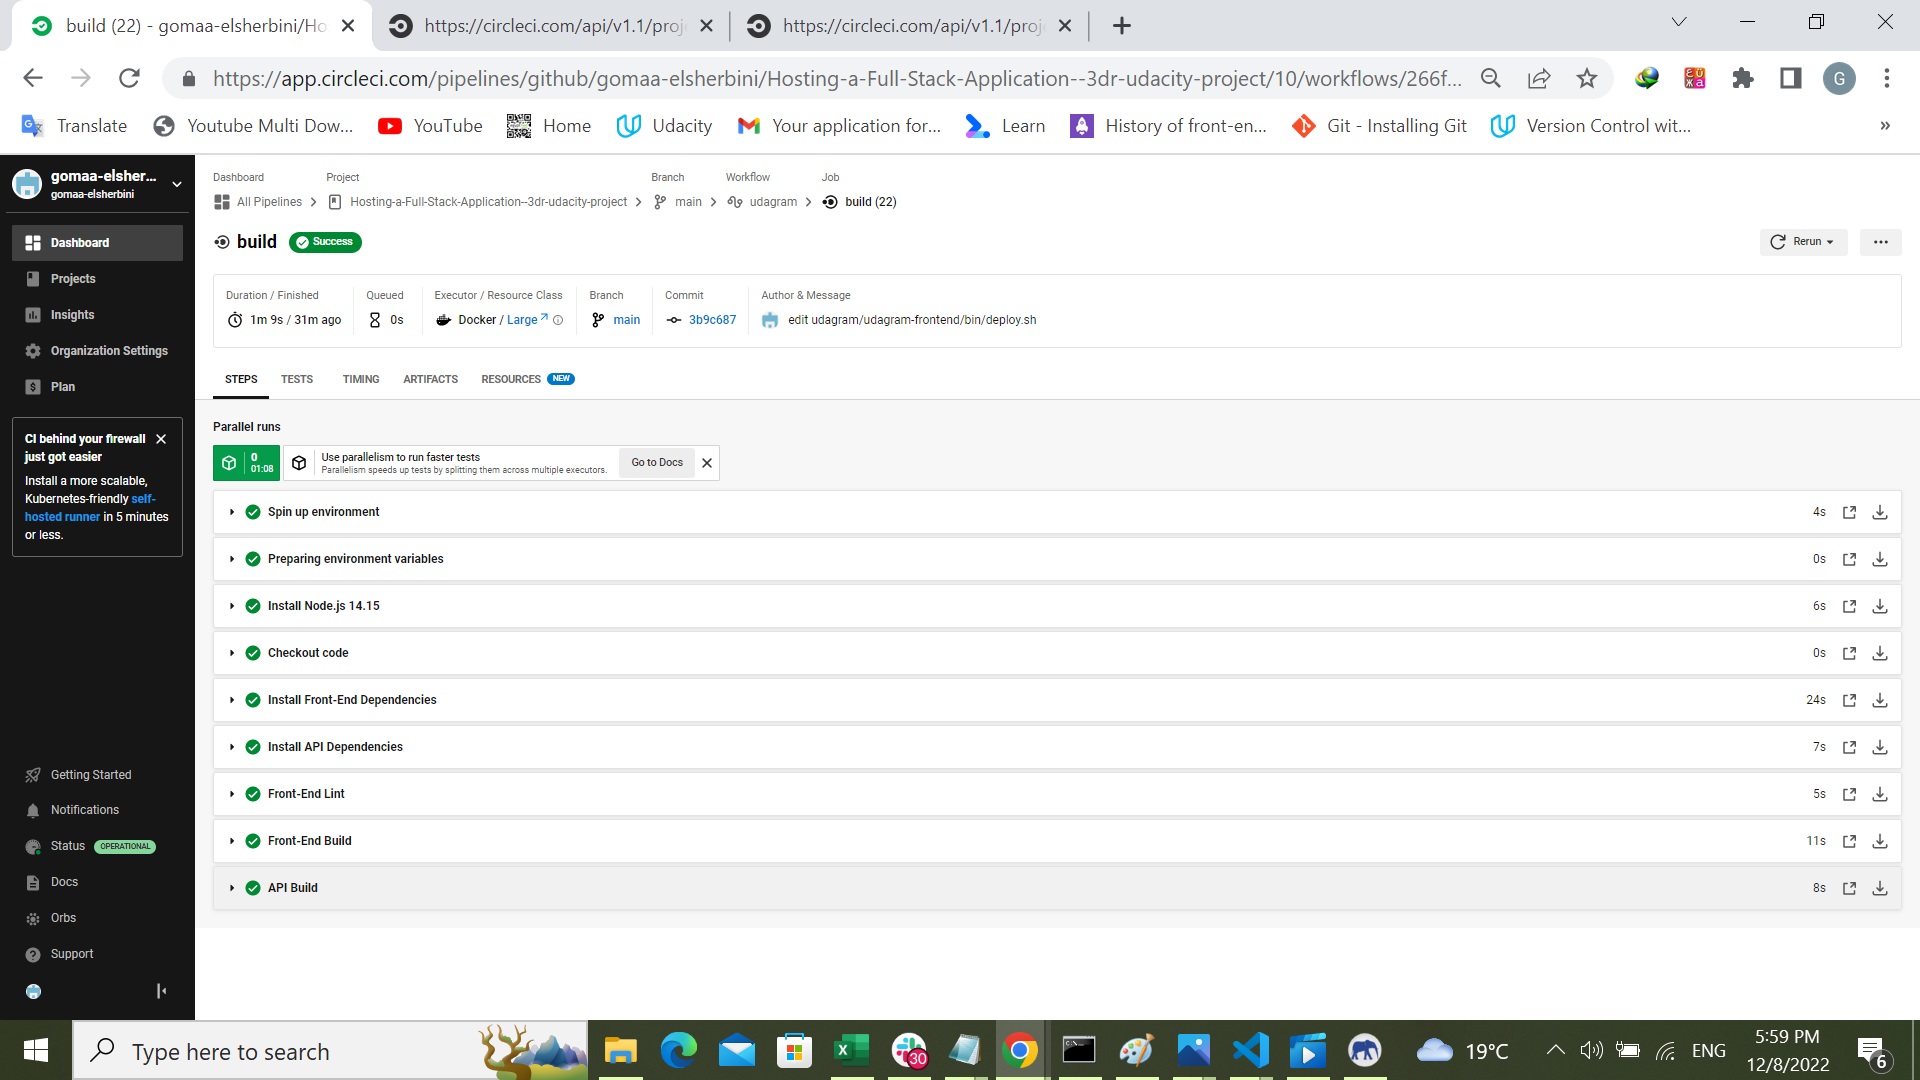 build (22) - gomaa-elsherbini/Ho
https://circleci.com/api/v1.1/proj
https://circleci.com/api/v1.1/proj
https://app.circleci.com/pipelines/github/gomaa-elsherbini/Hosting-a-Full-Stack-Application--3dr-udacity-project/10/workflows/266f...
G
Translate
Youtube Multi Dow...
YouTube
Home
Udacity
Your application for...
Learn
History of front-en...
Git - Installing Git
Version Control wit...
»
gomaa-elsher...
gomaa-elsherbini
Dashboard
Projects
Insights
Organization Settings
Plan
CI behind your firewall
just got easier
Install a more scalable,
Kubernetes-friendly self-
hosted runner in 5 minutes
or less.
Getting Started
Notifications
Status OPERATIONAL
Docs
Orbs
Support
Dashboard Project Branch Workflow Job
All Pipelines Hosting-a-Full-Stack-Application--3dr-udacity-project main udagram build (22)
build Success
Rerun
Duration / Finished Queued Executor / Resource Class Branch Commit Author & Message
1m 9s / 31m ago 0s Docker / Large main 3b9c687 edit udagram/udagram-frontend/bin/deploy.sh
STEPS TESTS TIMING ARTIFACTS RESOURCES NEW
Parallel runs
0
01:08
Use parallelism to run faster tests
Parallelism speeds up tests by splitting them across multiple executors.
Go to Docs
Spin up environment 4s
Preparing environment variables 0s
Install Node.js 14.15 6s
Checkout code 0s
Install Front-End Dependencies 24s
Install API Dependencies 7s
Front-End Lint 5s
Front-End Build 11s
API Build 8s
Type here to search
30
19°C
ENG
5:59 PM
12/8/2022
6